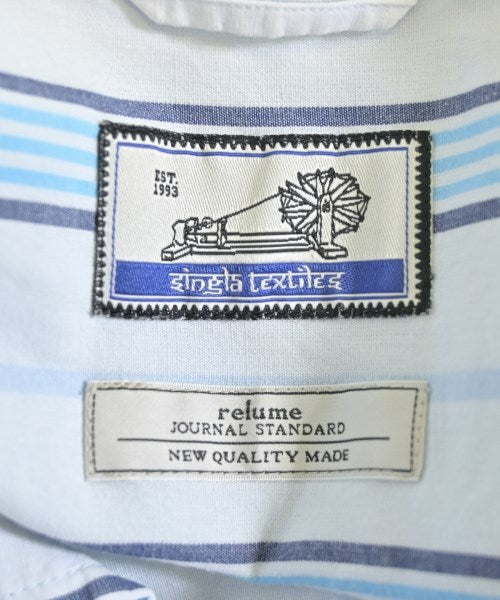 EST.
1993
singla textiles
relume
JOURNAL STANDARD
NEW QUALITY MADE